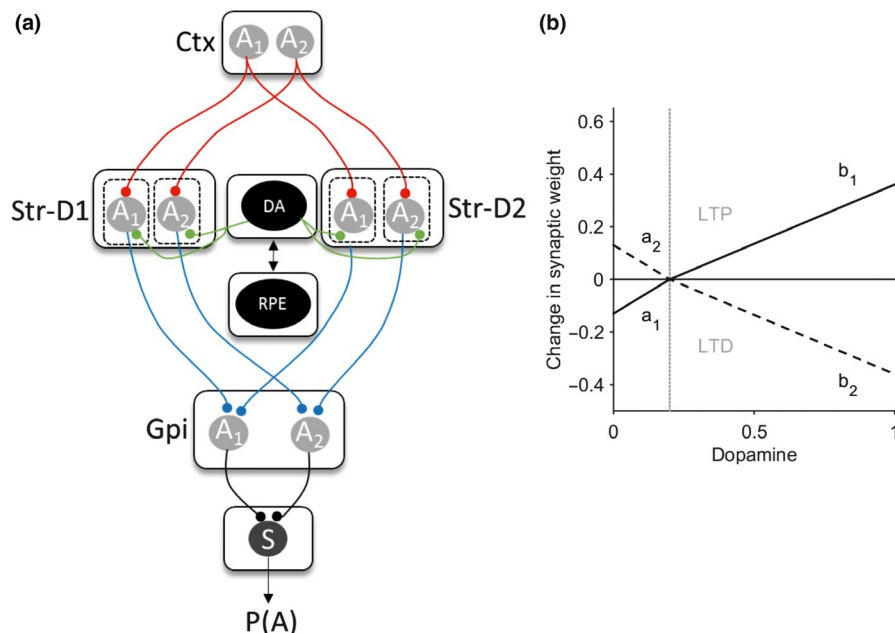 (a)
Ctx
A₁ A₂
Str-D1
A₁ A₂
DA
A₁ A₂
Str-D2
RPE
Gpi
A₁ A₂
S
P(A)
(b)
Change in synaptic weight
0.6
0.4
0.2
0
−0.2
−0.4
LTP
LTD
a₂
a₁
b₁
b₂
0 0.5 1
Dopamine